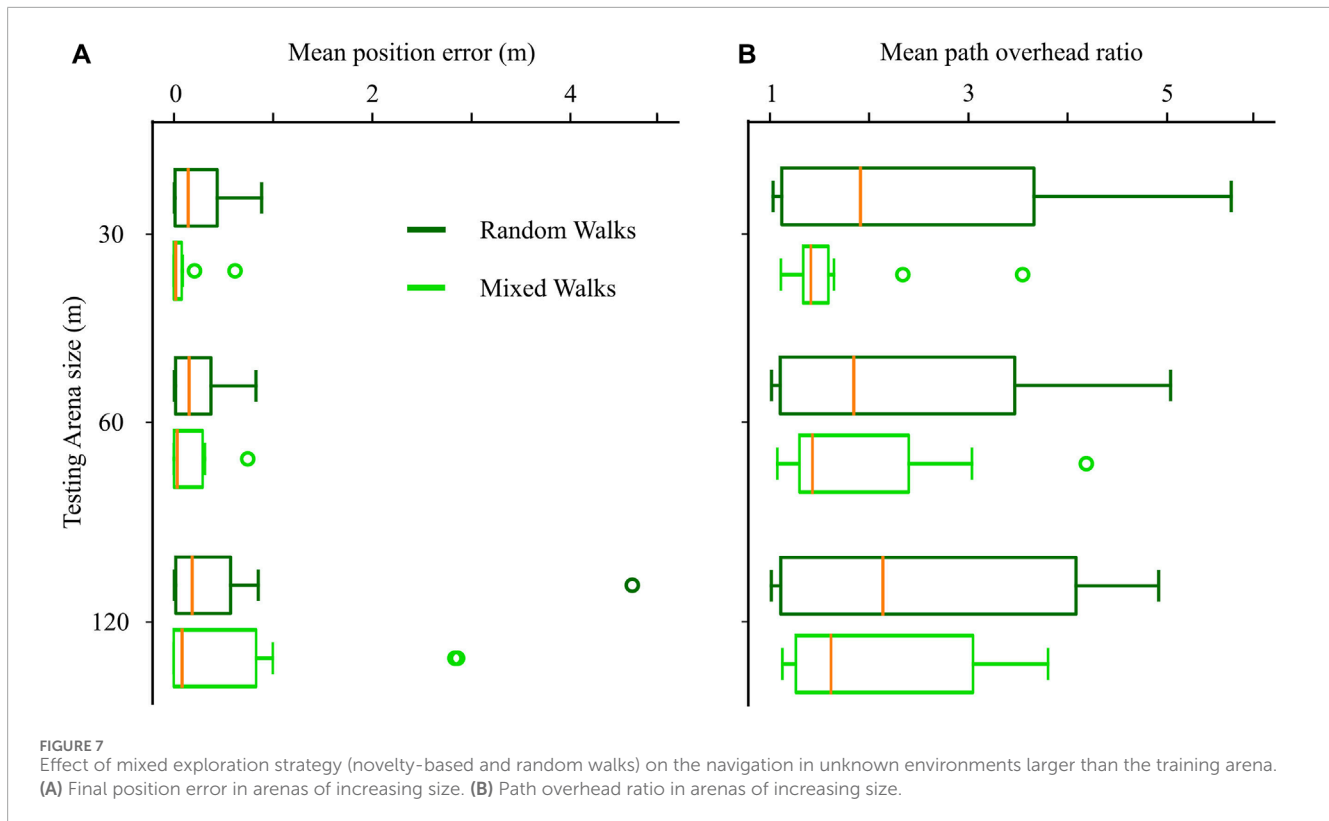 A
Mean position error (m)
0 2 4
B
Mean path overhead ratio
1 3 5
Testing Arena size (m)
30
60
120
Random Walks
Mixed Walks
FIGURE 7
Effect of mixed exploration strategy (novelty-based and random walks) on the navigation in unknown environments larger than the training arena.
(A) Final position error in arenas of increasing size. (B) Path overhead ratio in arenas of increasing size.